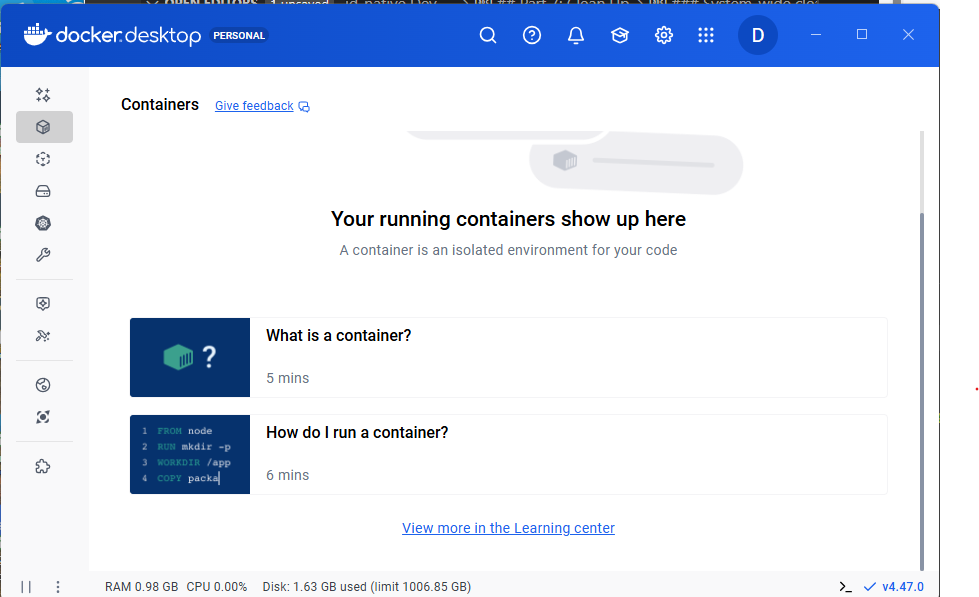 docker.desktop PERSONAL D
Containers Give feedback
Your running containers show up here
A container is an isolated environment for your code
?
What is a container?
5 mins
1 FROM node
2 RUN mkdir -p
3 WORKDIR /app
4 COPY packa
How do I run a container?
6 mins
View more in the Learning center
RAM 0.98 GB CPU 0.00% Disk: 1.63 GB used (limit 1006.85 GB) >_ v4.47.0